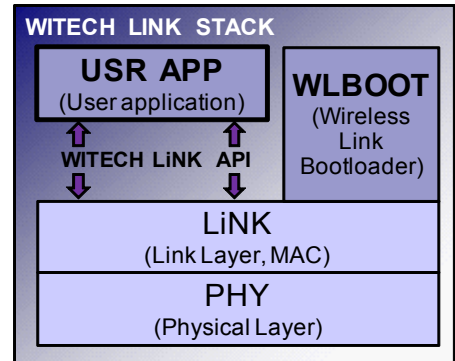 WITECH LINK STACK
USR APP
(User application)
WITECH LiNK API
WLBOOT
(Wireless
Link
Bootloader)
LiNK
(Link Layer, MAC)
PHY
(Physical Layer)